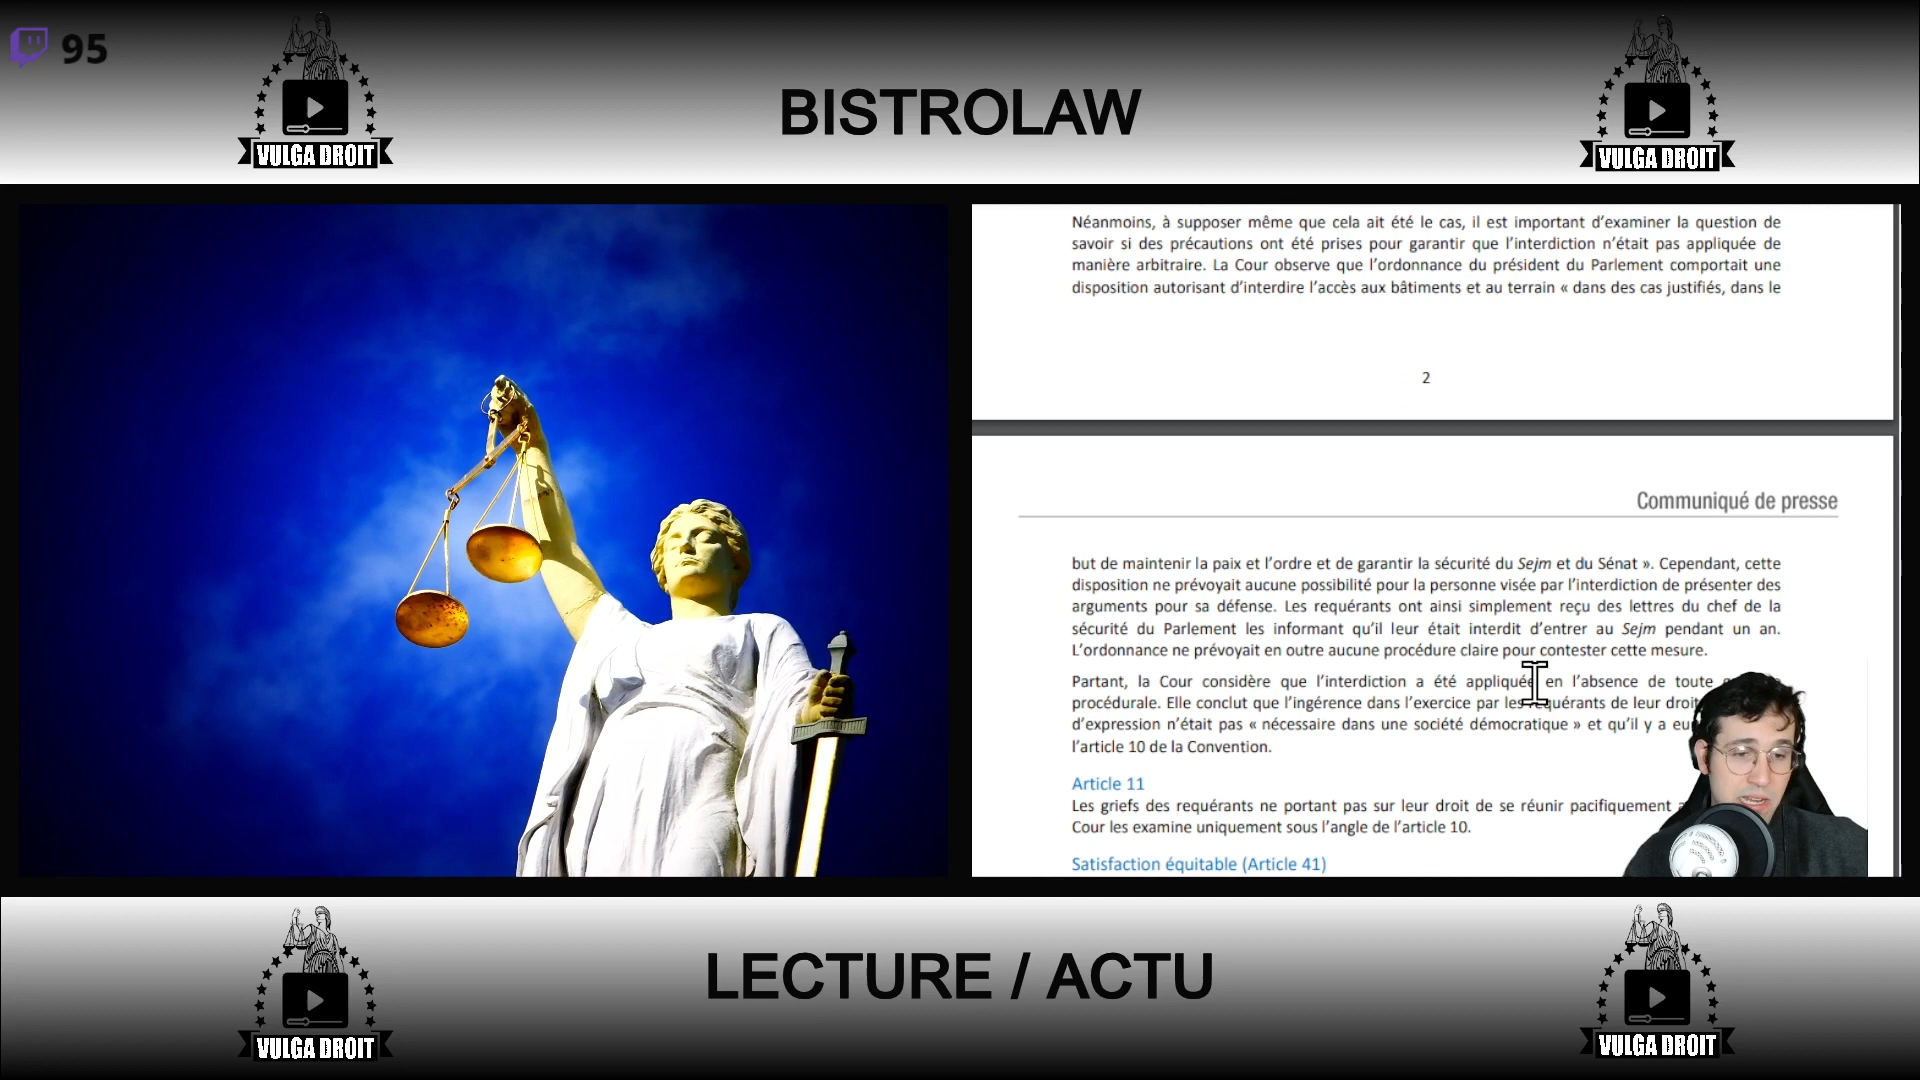 95
BISTROLAW
VULGA DROIT
VULGA DROIT
Néanmoins, à supposer même que cela ait été le cas, il est important d’examiner la question de
savoir si des précautions ont été prises pour garantir que l’interdiction n’était pas appliquée de
manière arbitraire. La Cour observe que l’ordonnance du président du Parlement comportait une
disposition autorisant d’interdire l’accès aux bâtiments et au terrain « dans des cas justifiés, dans le
2
Communiqué de presse
but de maintenir la paix et l’ordre et de garantir la sécurité du Sejm et du Sénat ». Cependant, cette
disposition ne prévoyait aucune possibilité pour la personne visée par l’interdiction de présenter des
arguments pour sa défense. Les requérants ont ainsi simplement reçu des lettres du chef de la
sécurité du Parlement les informant qu’il leur était interdit d’entrer au Sejm pendant un an.
L’ordonnance ne prévoyait en outre aucune procédure claire pour contester cette mesure.
Partant, la Cour considère que l’interdiction a été appliquée en l’absence de toute
procédurale. Elle conclut que l’ingérence dans l’exercice par les requérants de leur droit
d’expression n’était pas « nécessaire dans une société démocratique » et qu’il y a eu
l’article 10 de la Convention.
Article 11
Les griefs des requérants ne portant pas sur leur droit de se réunir pacifiquement
Cour les examine uniquement sous l’angle de l’article 10.
Satisfaction équitable (Article 41)
LECTURE / ACTU
VULGA DROIT
VULGA DROIT